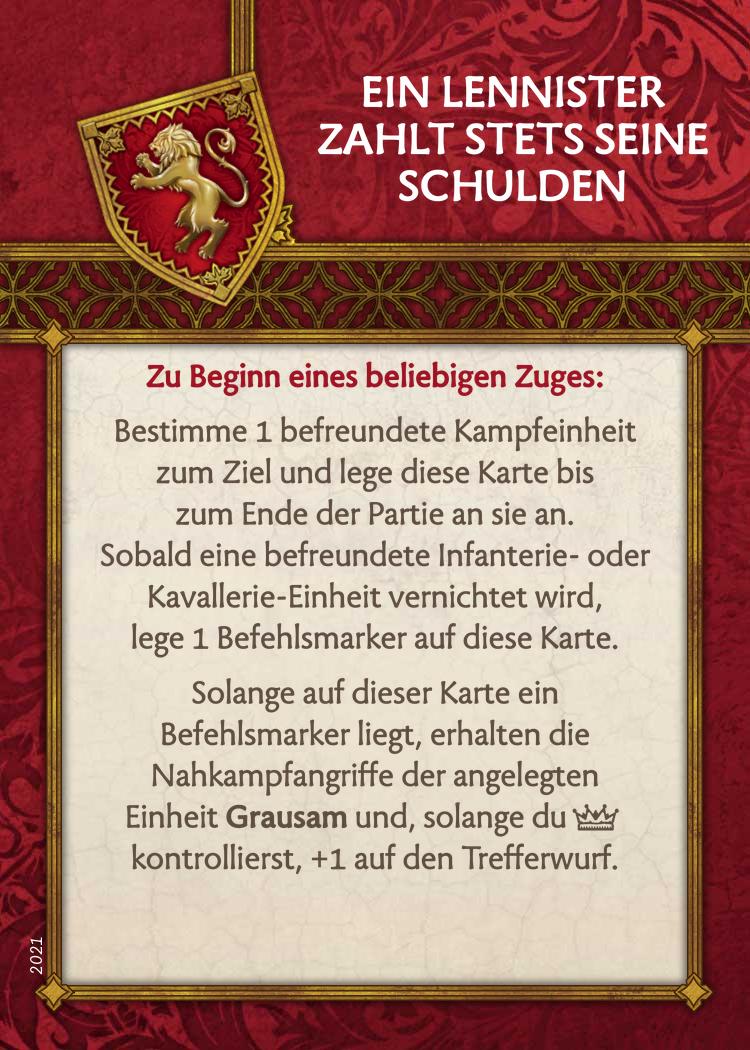 EIN LENNISTER
ZAHLT STETS SEINE
SCHULDEN
Zu Beginn eines beliebigen Zuges:
Bestimme 1 befreundete Kampfeinheit
zum Ziel und lege diese Karte bis
zum Ende der Partie an sie an.
Sobald eine befreundete Infanterie- oder
Kavallerie-Einheit vernichtet wird,
lege 1 Befehlsmarker auf diese Karte.
Solange auf dieser Karte ein
Befehlsmarker liegt, erhalten die
Nahkampfangriffe der angelegten
Einheit Grausam und, solange du
kontrollierst, +1 auf den Trefferwurf.
2021